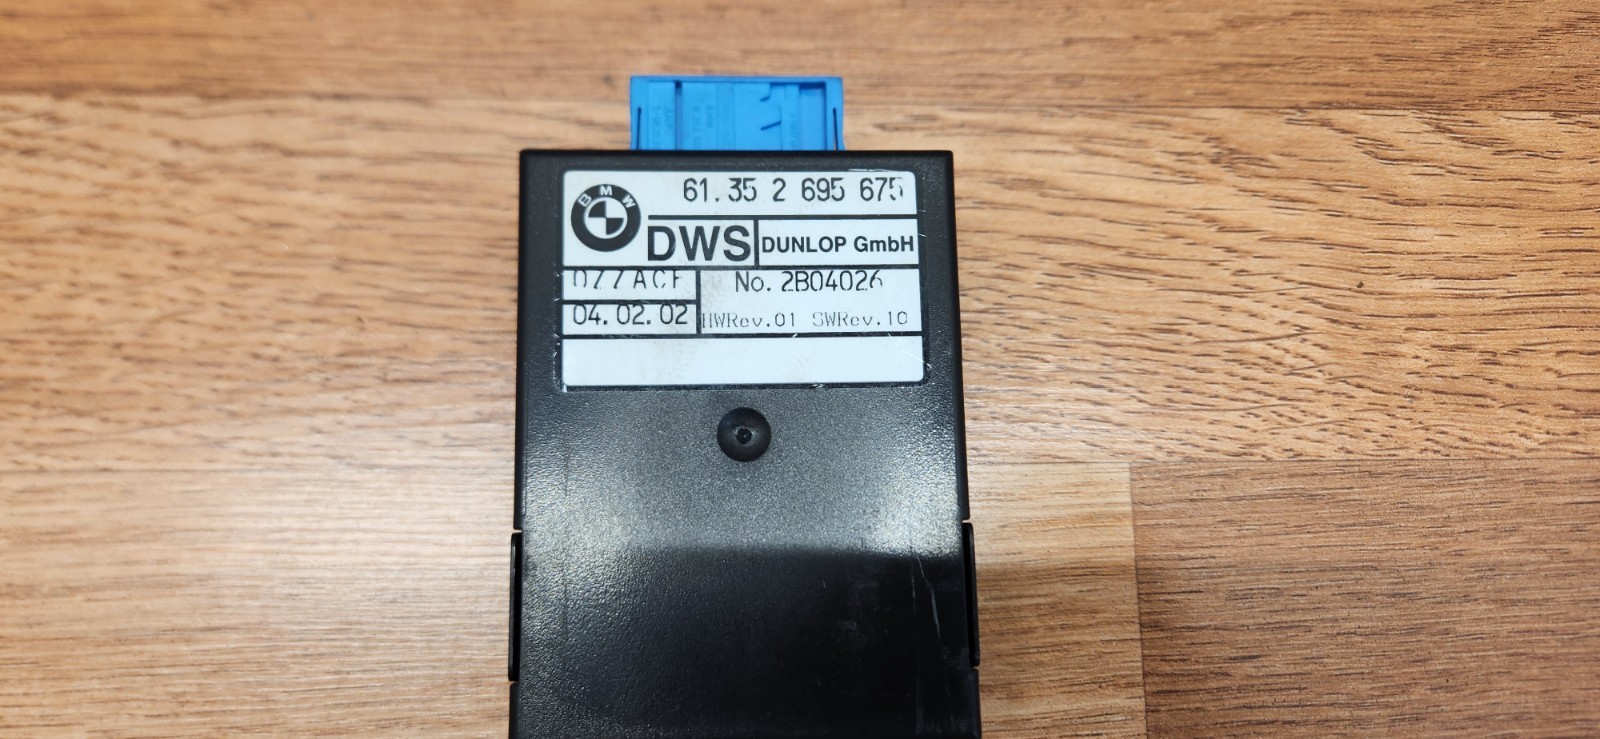 61.35 2 695 675
BMW
DWS DUNLOP GmbH
No. 2B04026
04.02.02 HWRev.01 SWRev.10